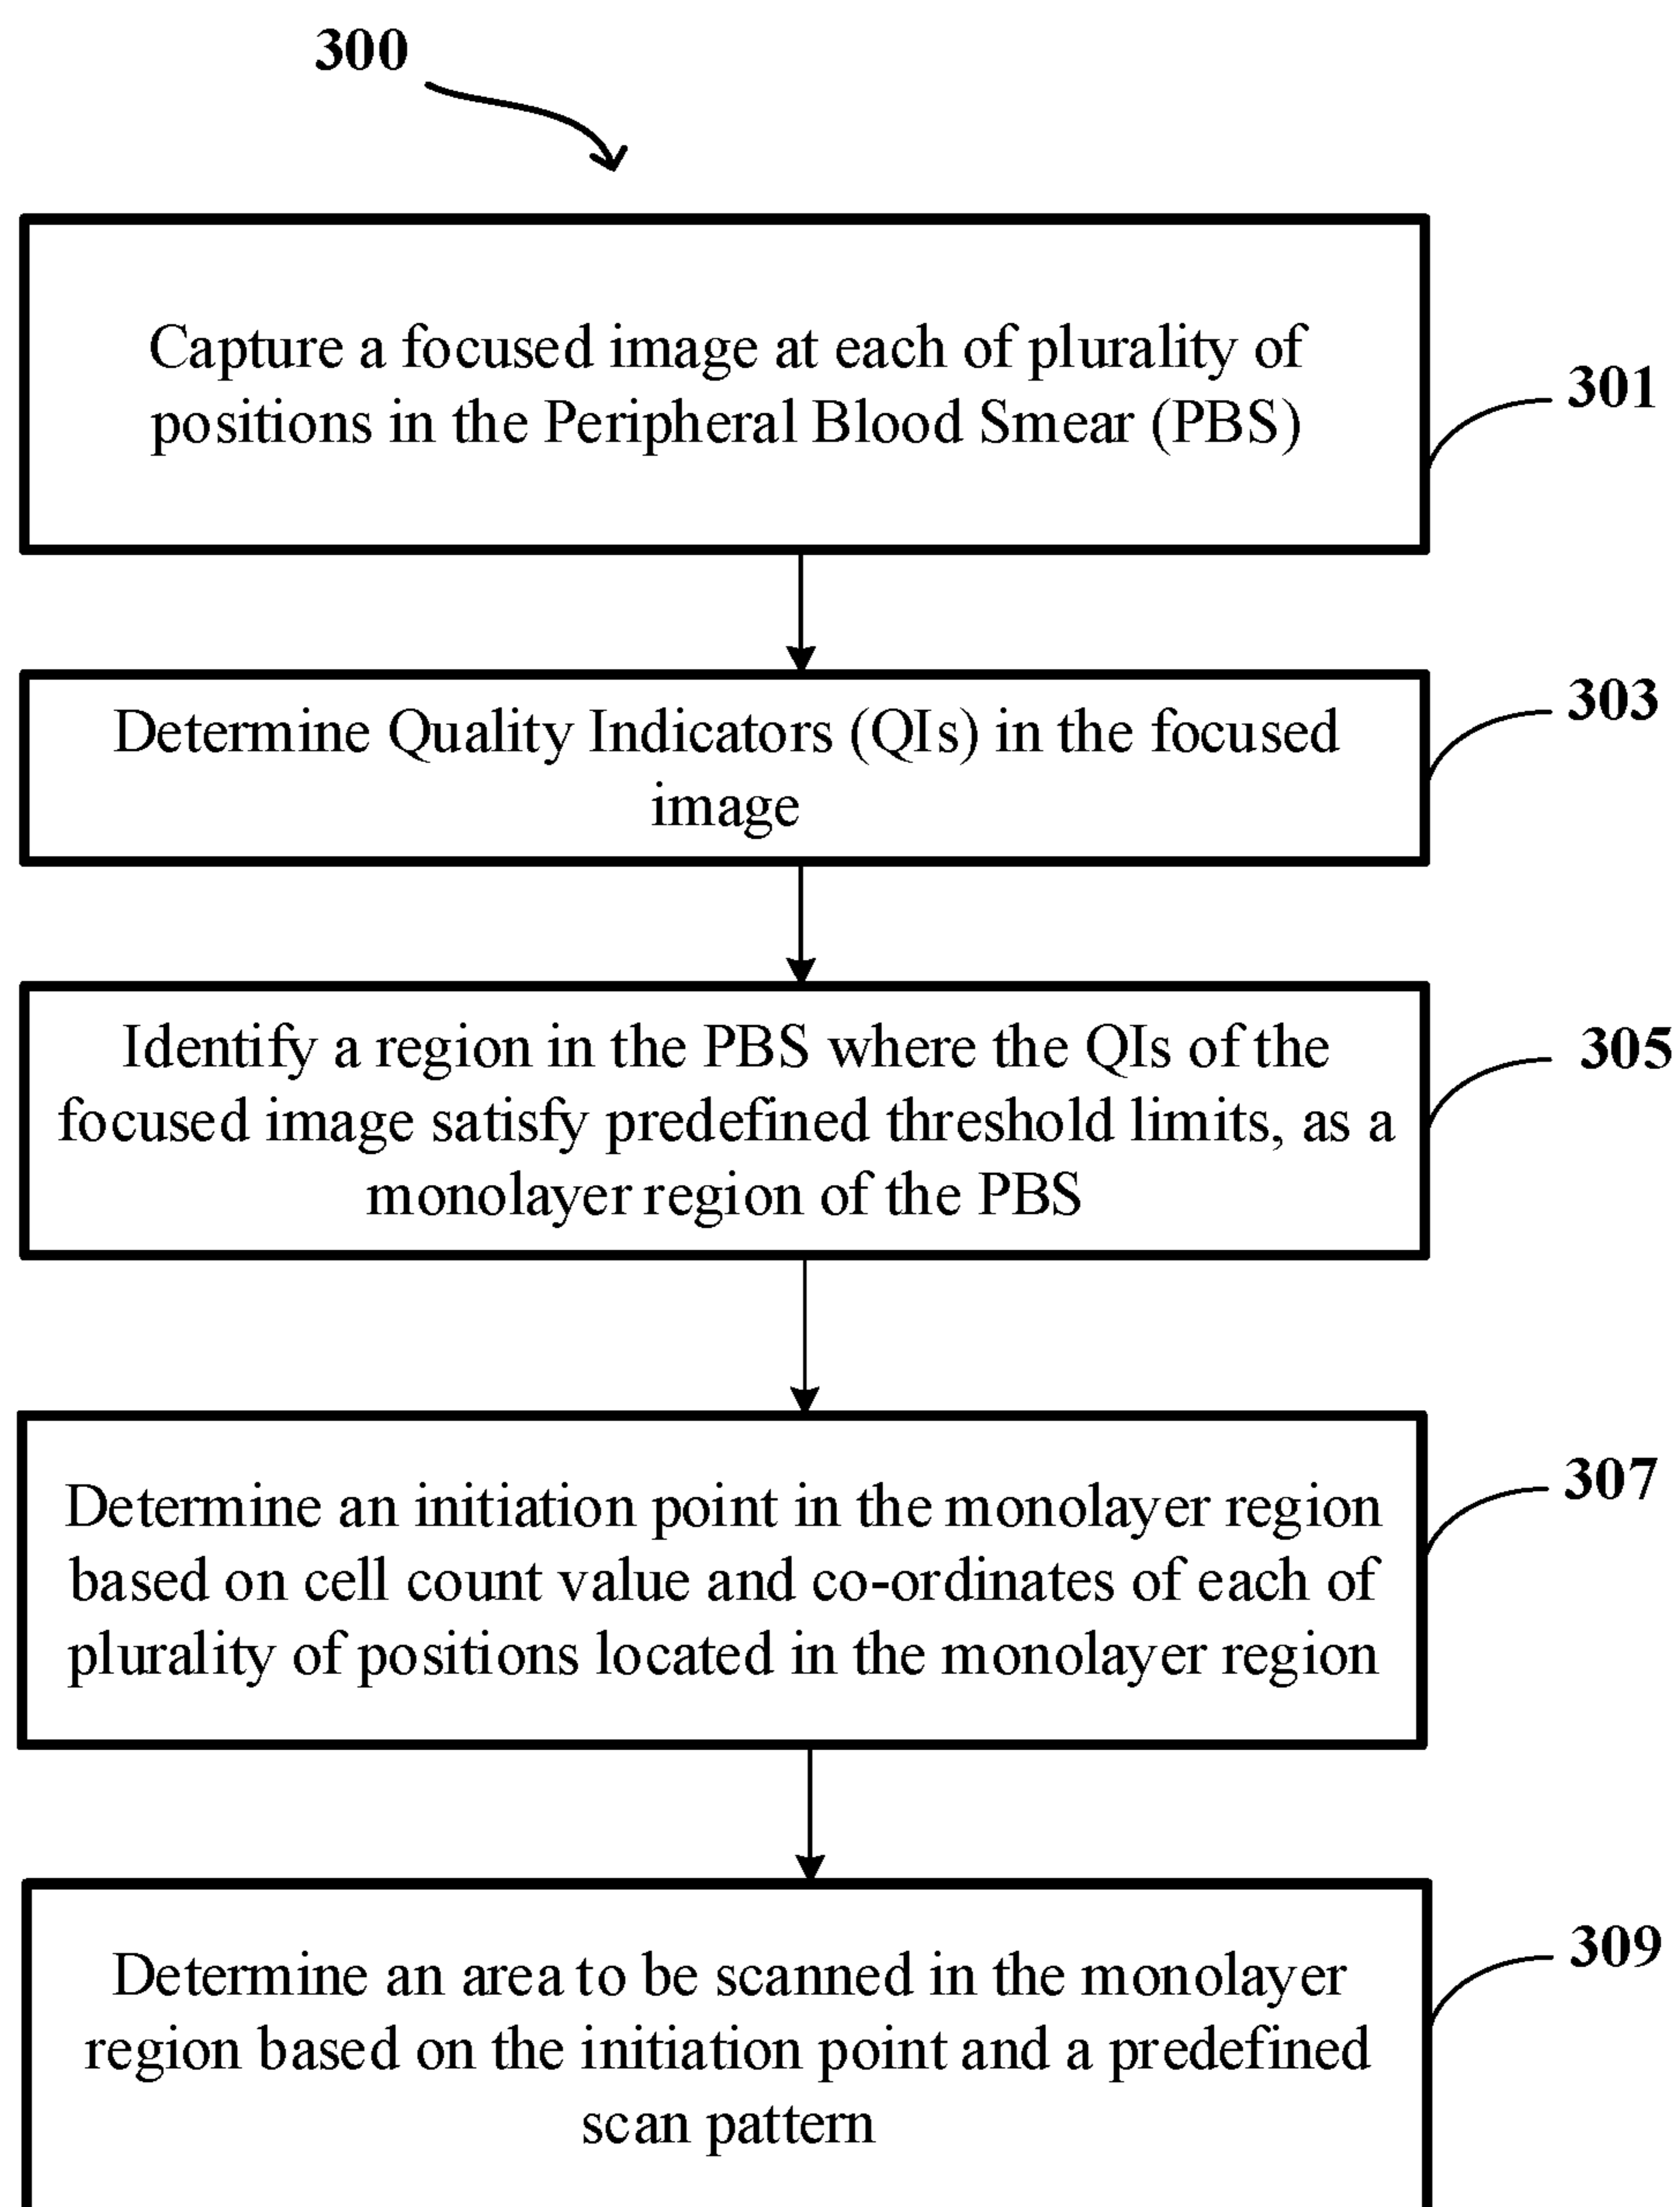 300
Capture a focused image at each of plurality of
positions in the Peripheral Blood Smear (PBS)
301
Determine Quality Indicators (QIs) in the focused
image
303
Identify a region in the PBS where the QIs of the
focused image satisfy predefined threshold limits, as a
monolayer region of the PBS
305
Determine an initiation point in the monolayer region
based on cell count value and co-ordinates of each of
plurality of positions located in the monolayer region
307
Determine an area to be scanned in the monolayer
region based on the initiation point and a predefined
scan pattern
309